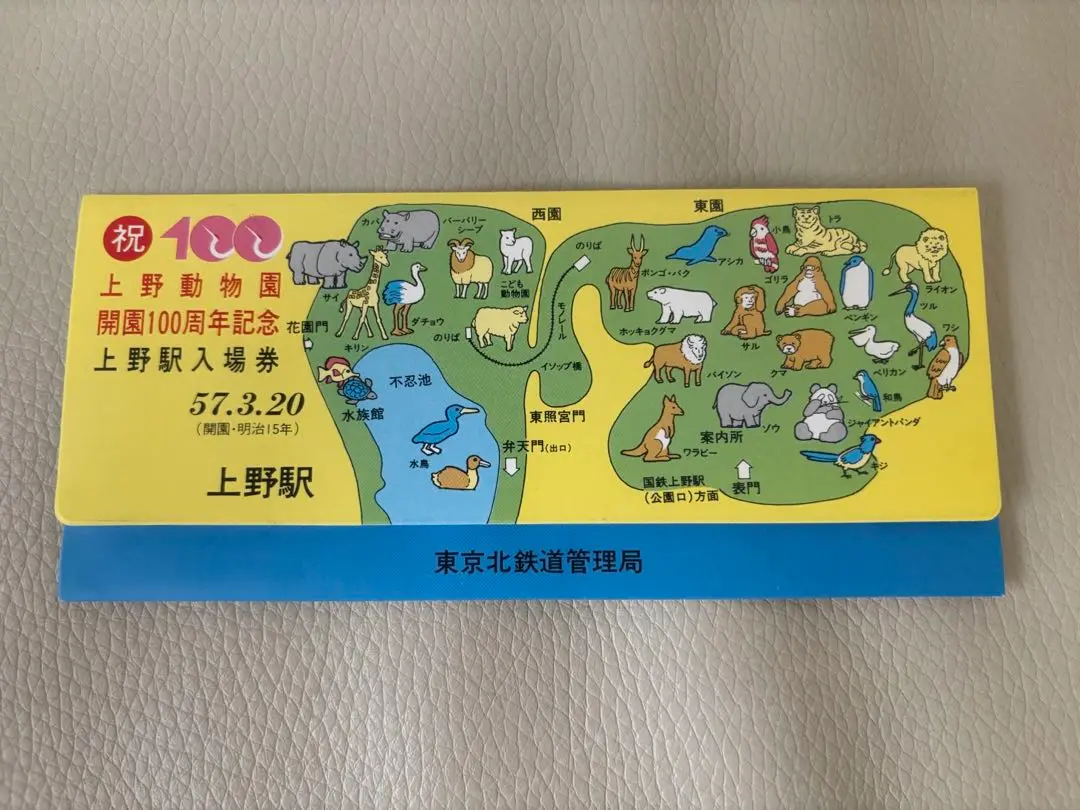 祝 100
上野動物園
開園100周年記念
上野駅入場券
57.3.20
(開園・明治15年)
上野駅
西園
カバ
バーバリー
シープ
サイ
こども
動物園
ダチョウ
花園門
キリン
のりば
のりば
モノレール
イソップ橋
不忍池
水族館
水鳥
東照宮門
弁天門(出口)
東園
アシカ
小鳥
トラ
ボンゴ・バク
ゴリラ
ライオン
ホッキョクグマ
サル
ペンギン
ツル
ワシ
バイソン
クマ
ペリカン
和鳥
ゾウ
ジャイアントパンダ
ワラビー
案内所
キジ
国鉄上野駅
(公園口)方面
表門
東京北鉄道管理局